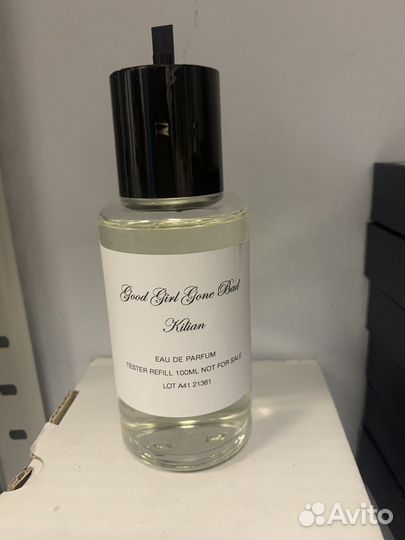 Good Girl Gone Bad
Kilian
EAU DE PARFUM
TESTER REFILL 100ML NOT FOR SALE
LOT A41 21361
Avito